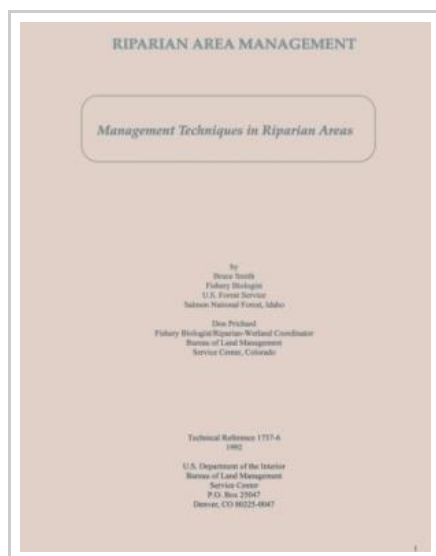 RIPARIAN AREA MANAGEMENT
Management Techniques in Riparian Areas
by
Bruce Smith
Fishery Biologist
U.S. Forest Service
Salmon National Forest, Idaho
Don Prichard
Fishery Biologist/Riparian-Wetland Coordinator
Bureau of Land Management
Service Center, Colorado
Technical Reference 1737-6
1992
U.S. Department of the Interior
Bureau of Land Management
Service Center
P.O. Box 25047
Denver, CO 80225-0047
1